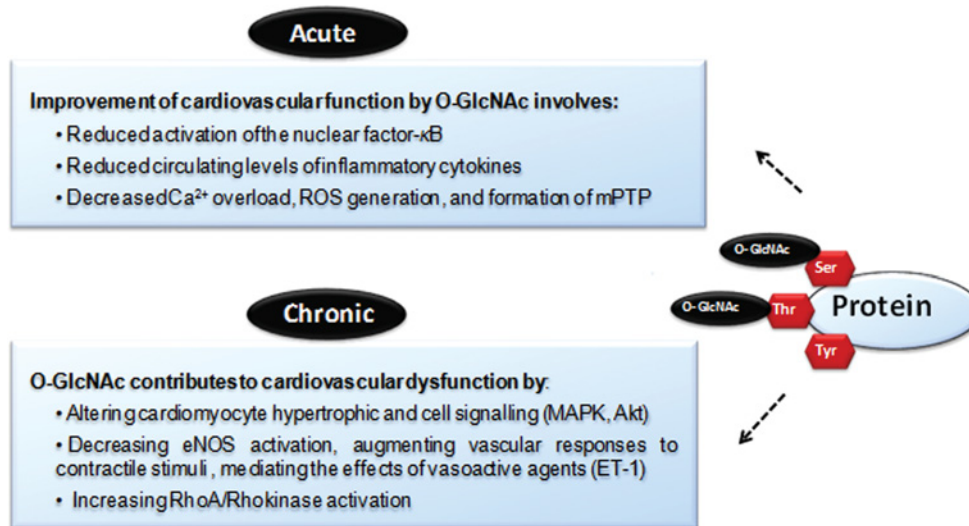 Acute
Improvement of cardiovascular function by O-GlcNAc involves:
• Reduced activation of the nuclear factor-κB
• Reduced circulating levels of inflammatory cytokines
• Decreased Ca²⁺ overload, ROS generation, and formation of mPTP
O-GlcNAc
Ser
O-GlcNAc
Thr
Protein
Tyr
Chronic
O-GlcNAc contributes to cardiovascular dysfunction by:
• Altering cardiomyocyte hypertrophic and cell signalling (MAPK, Akt)
• Decreasing eNOS activation, augmenting vascular responses to
contractile stimuli , mediating the effects of vasoactive agents (ET-1)
• Increasing RhoA/Rhokinase activation